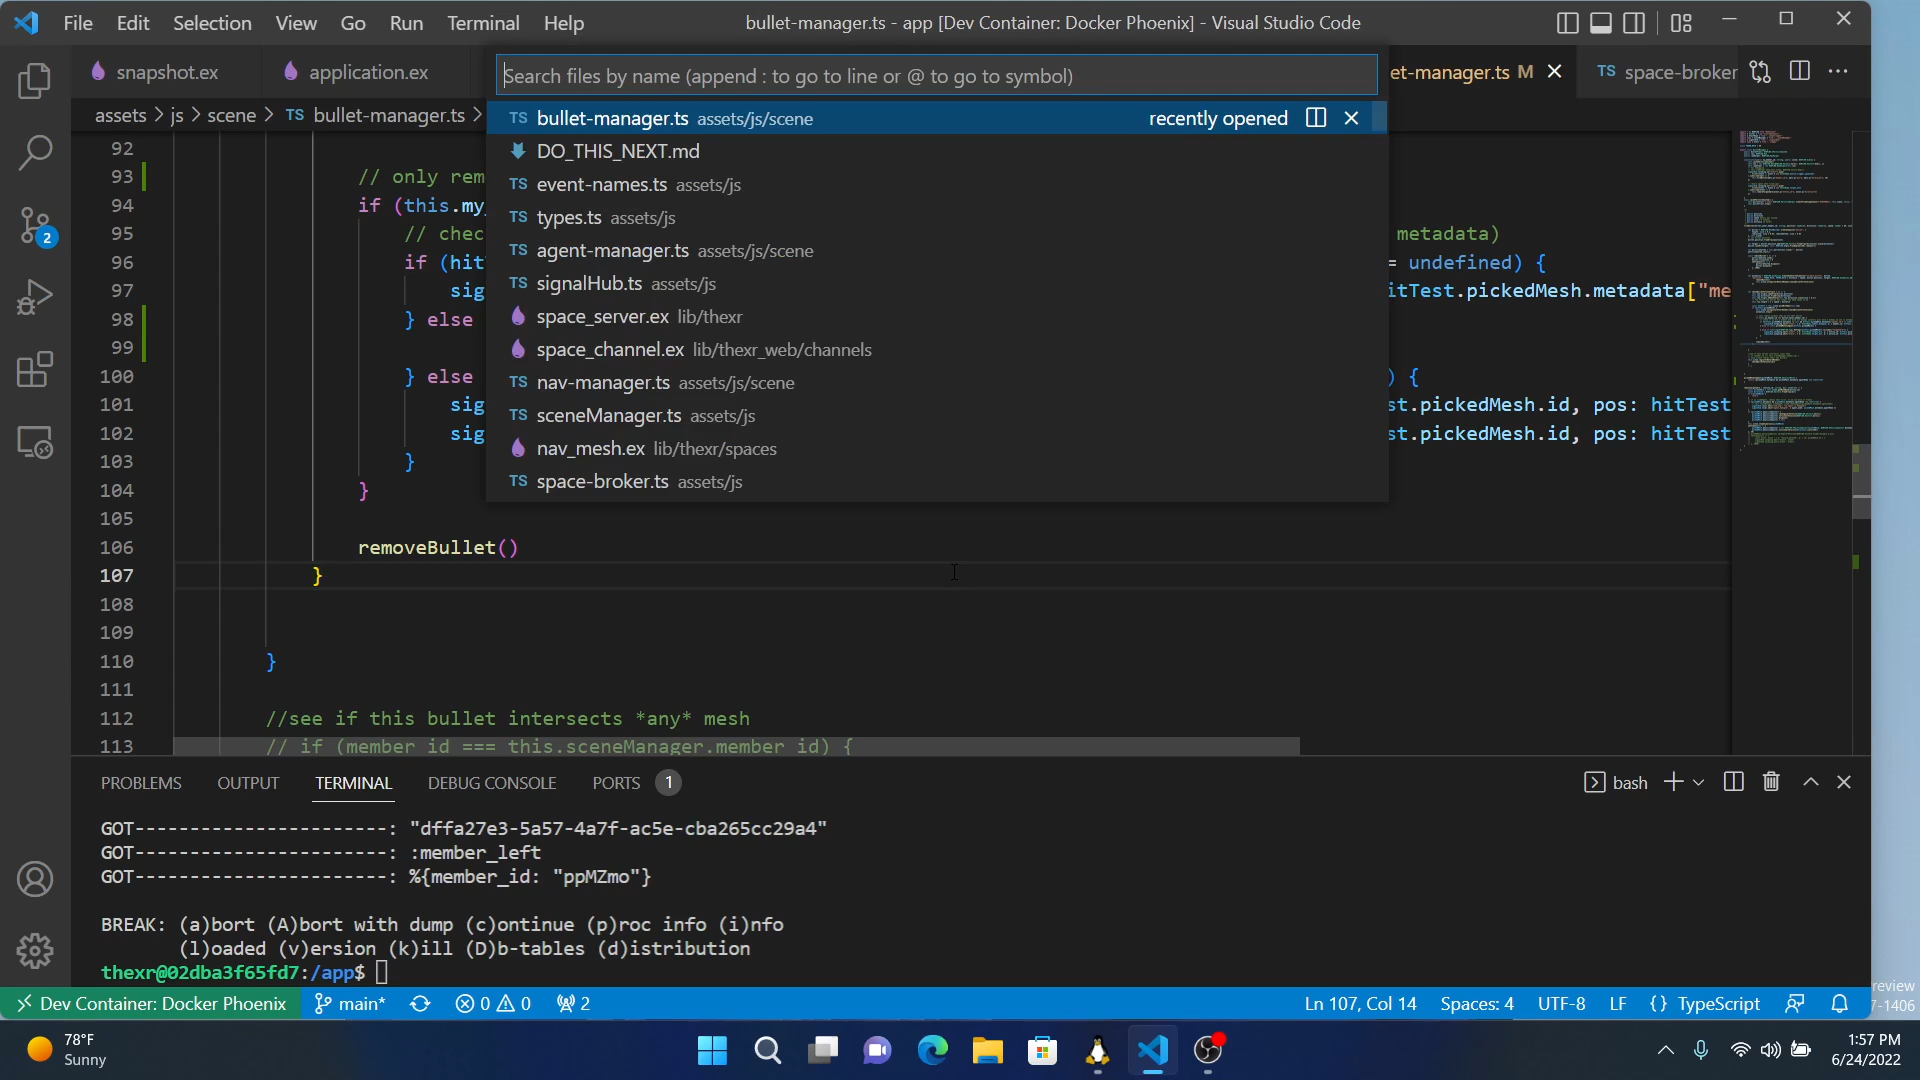 File Edit Selection View Go Run Terminal Help
bullet-manager.ts - app [Dev Container: Docker Phoenix] - Visual Studio Code
snapshot.ex
application.ex
Search files by name (append : to go to line or @ to go to symbol)
et-manager.ts M
TS space-broker
assets > js > scene > TS bullet-manager.ts >
TS bullet-manager.ts assets/js/scene recently opened
DO_THIS_NEXT.md
TS event-names.ts assets/js
TS types.ts assets/js
TS agent-manager.ts assets/js/scene
TS signalHub.ts assets/js
space_server.ex lib/thexr
space_channel.ex lib/thexr_web/channels
TS nav-manager.ts assets/js/scene
TS sceneManager.ts assets/js
nav_mesh.ex lib/thexr/spaces
TS space-broker.ts assets/js
92
93 // only rem
94 if (this.my_
95 // chec metadata)
96 if (hit = undefined) {
97 sig itTest.pickedMesh.metadata["me
98 } else
99
100 } else ) {
101 sig st.pickedMesh.id, pos: hitTest
102 sig st.pickedMesh.id, pos: hitTest
103 }
104 }
105
106 removeBullet()
107 }
108
109
110 }
111
112 //see if this bullet intersects *any* mesh
113 // if (member_id === this.sceneManager.member_id) {
PROBLEMS OUTPUT TERMINAL DEBUG CONSOLE PORTS 1
bash
GOT-----------------------: "dffa27e3-5a57-4a7f-ac5e-cba265cc29a4"
GOT-----------------------: :member_left
GOT-----------------------: %{member_id: "ppMZmo"}
BREAK: (a)bort (A)bort with dump (c)ontinue (p)roc info (i)nfo
(l)oaded (v)ersion (k)ill (D)b-tables (d)istribution
thexr@02dba3f65fd7:/app$
2
Dev Container: Docker Phoenix main* 0 0 2
Ln 107, Col 14 Spaces: 4 UTF-8 LF {} TypeScript
review
7-1406
78°F
Sunny
1:57 PM
6/24/2022